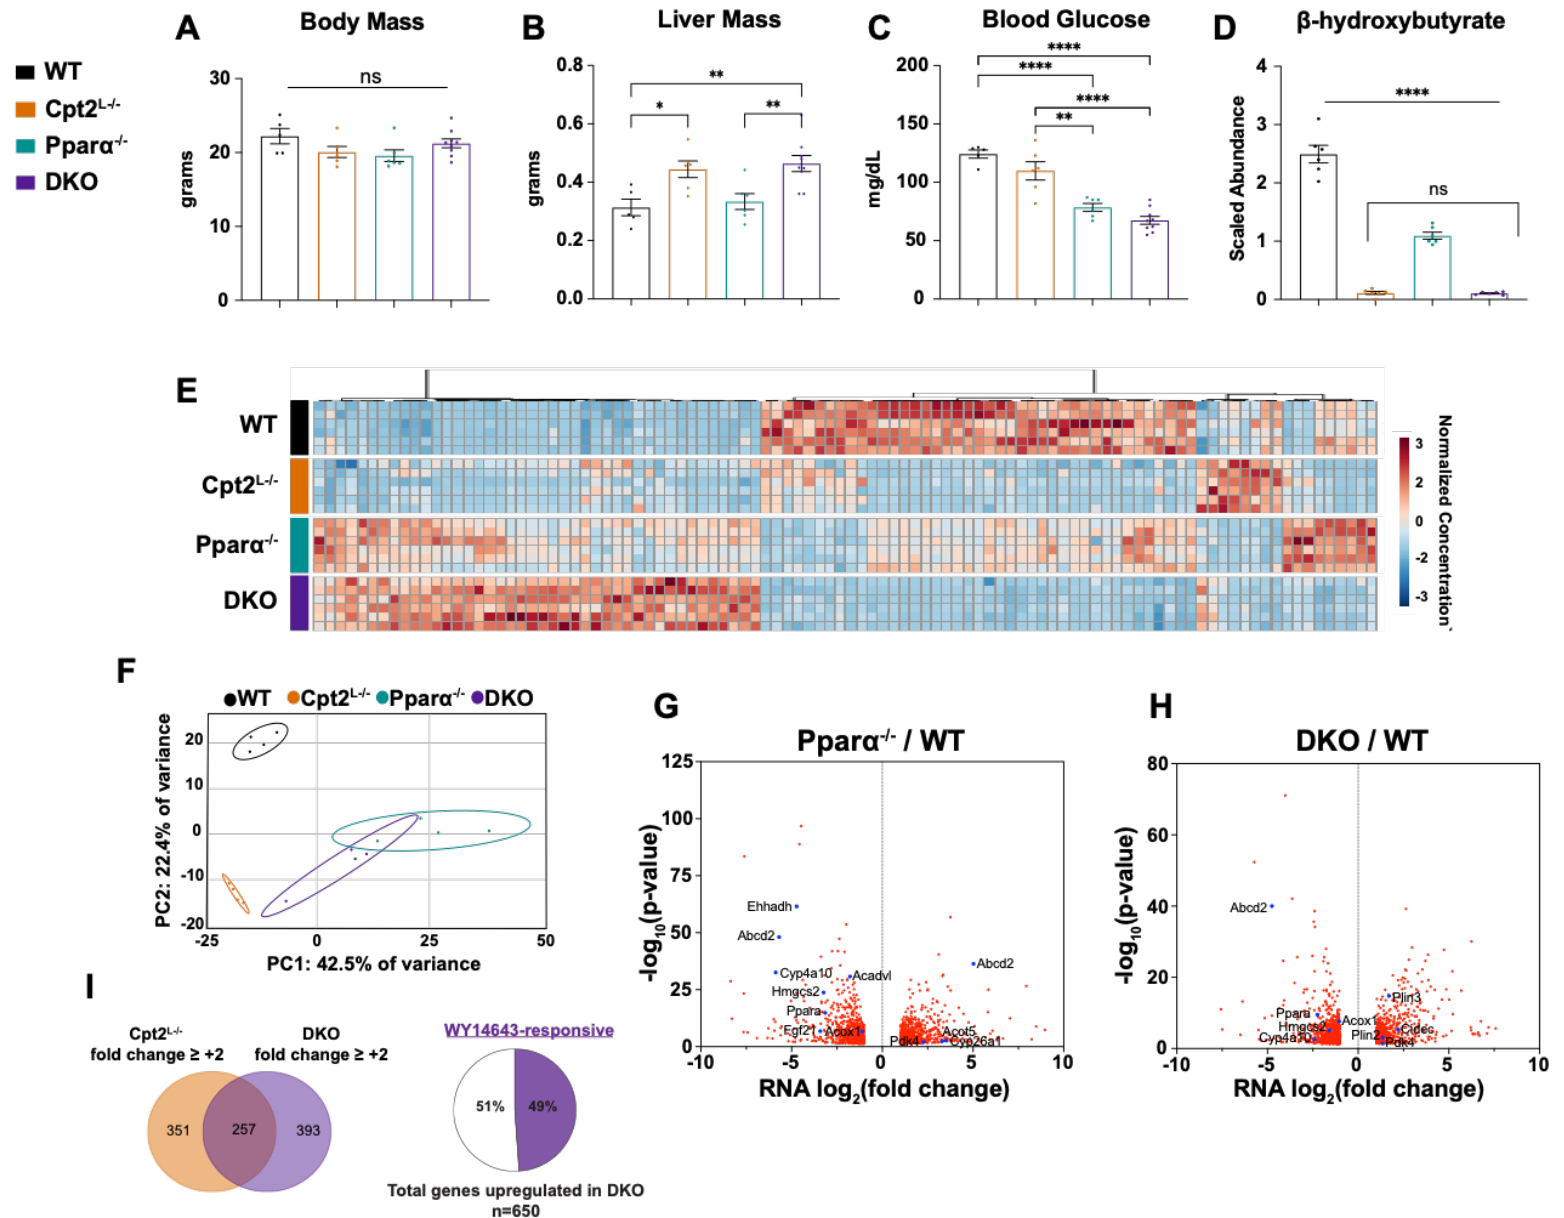 A
Body Mass
B
Liver Mass
C
Blood Glucose
D
β-hydroxybutyrate
WT
Cpt2L-/-
Pparα-/-
DKO
grams
30
20
10
0
ns
grams
0.8
0.6
0.4
0.2
0.0
**
*
**
mg/dL
200
150
100
50
0
****
****
****
**
Scaled Abundance
4
3
2
1
0
****
ns
E
WT
Cpt2L-/-
Pparα-/-
DKO
3
2
0
-2
-3
Normalized Concentration`
F
WT Cpt2L-/- Pparα-/- DKO
PC2: 22.4% of variance
20
10
0
-10
-20
-25 0 25 50
PC1: 42.5% of variance
G
Pparα-/- / WT
-log10(p-value)
125
100
75
50
25
0
Ehhadh
Abcd2
Abcd2
Cyp4a10
Acadvl
Hmgcs2
Ppara
Fgf21
Acox1
Acot5
Pdk4
Cyp26a1
-10 -5 0 5 10
RNA log2(fold change)
H
DKO / WT
-log10(p-value)
80
60
40
20
0
Abcd2
Plin3
Ppara
Acox1
Hmgcs2
Cidec
Cyp4a10
Plin2
Pdk4
-10 -5 0 5 10
RNA log2(fold change)
I
Cpt2L-/-
fold change ≥ +2
DKO
fold change ≥ +2
351
257
393
WY14643-responsive
51%
49%
Total genes upregulated in DKO
n=650